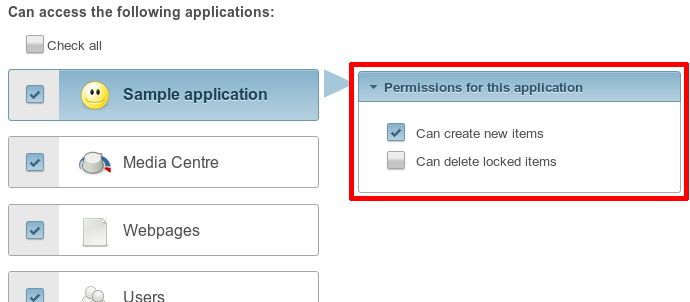 Can access the following applications:
Check all
Sample application
Media Centre
Webpages
Users
Permissions for this application
Can create new items
Can delete locked items